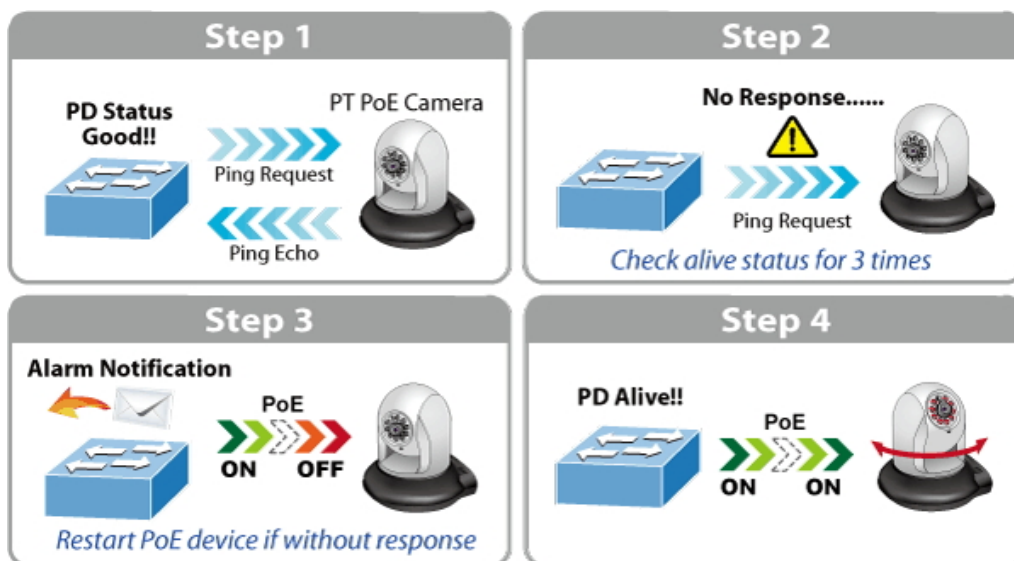 Step 1
PD Status
Good!!
PT PoE Camera
Ping Request
Ping Echo
Step 2
No Response......
Ping Request
Check alive status for 3 times
Step 3
Alarm Notification
PoE
ON OFF
Restart PoE device if without response
Step 4
PD Alive!!
PoE
ON ON